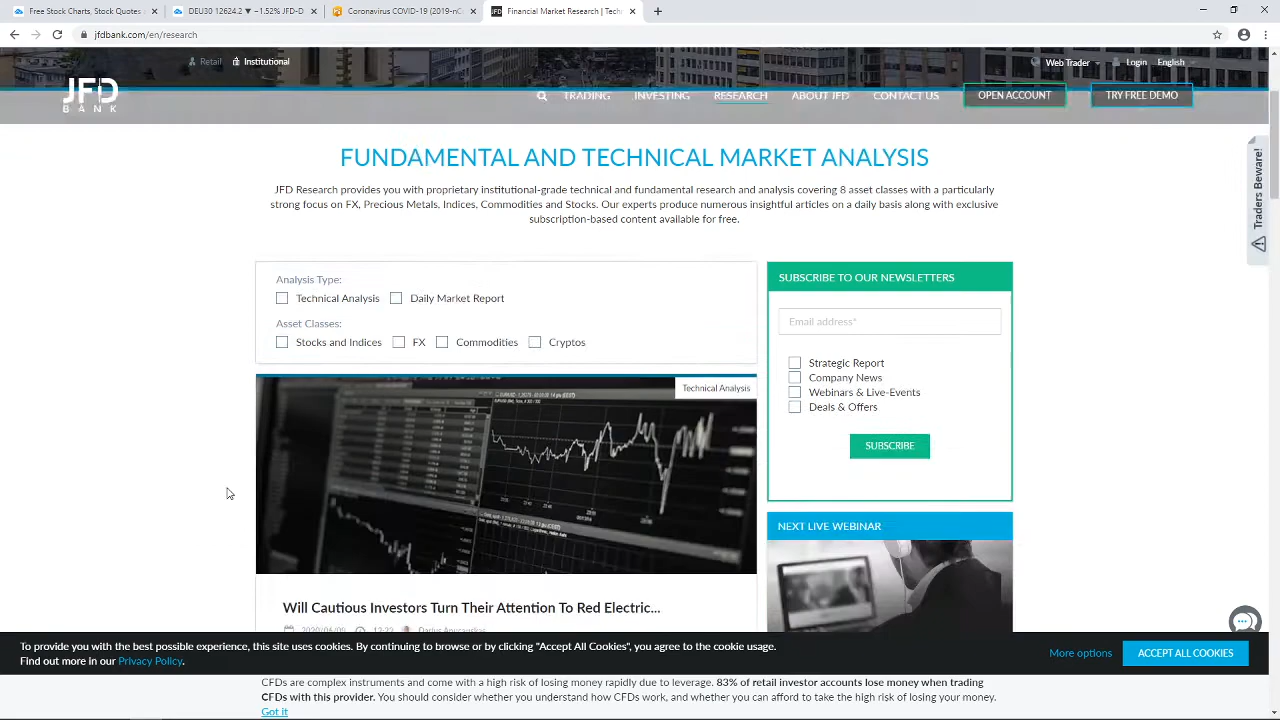 Free Stock Charts, Stock Quotes
DEU30 12624.2 ▼ −1.52% JFD-D
Coronavirus COVID-19 (2019-nC
Financial Market Research | Tech
jfdbank.com/en/research
Retail
Institutional
Web Trader
Login
English
JFD
BANK
TRADING
INVESTING
RESEARCH
ABOUT JFD
CONTACT US
OPEN ACCOUNT
TRY FREE DEMO
Traders Beware!
FUNDAMENTAL AND TECHNICAL MARKET ANALYSIS
JFD Research provides you with proprietary institutional-grade technical and fundamental research and analysis covering 8 asset classes with a particularly
strong focus on FX, Precious Metals, Indices, Commodities and Stocks. Our experts produce numerous insightful articles on a daily basis along with exclusive
subscription-based content available for free.
Analysis Type:
Technical Analysis
Daily Market Report
Asset Classes:
Stocks and Indices
FX
Commodities
Cryptos
Technical Analysis
Will Cautious Investors Turn Their Attention To Red Electric...
SUBSCRIBE TO OUR NEWSLETTERS
Email address*
Strategic Report
Company News
Webinars & Live-Events
Deals & Offers
SUBSCRIBE
NEXT LIVE WEBINAR
To provide you with the best possible experience, this site uses cookies. By continuing to browse or by clicking "Accept All Cookies", you agree to the cookie usage.
Find out more in our Privacy Policy.
More options
ACCEPT ALL COOKIES
CFDs are complex instruments and come with a high risk of losing money rapidly due to leverage. 83% of retail investor accounts lose money when trading
CFDs with this provider. You should consider whether you understand how CFDs work, and whether you can afford to take the high risk of losing your money.
Got it